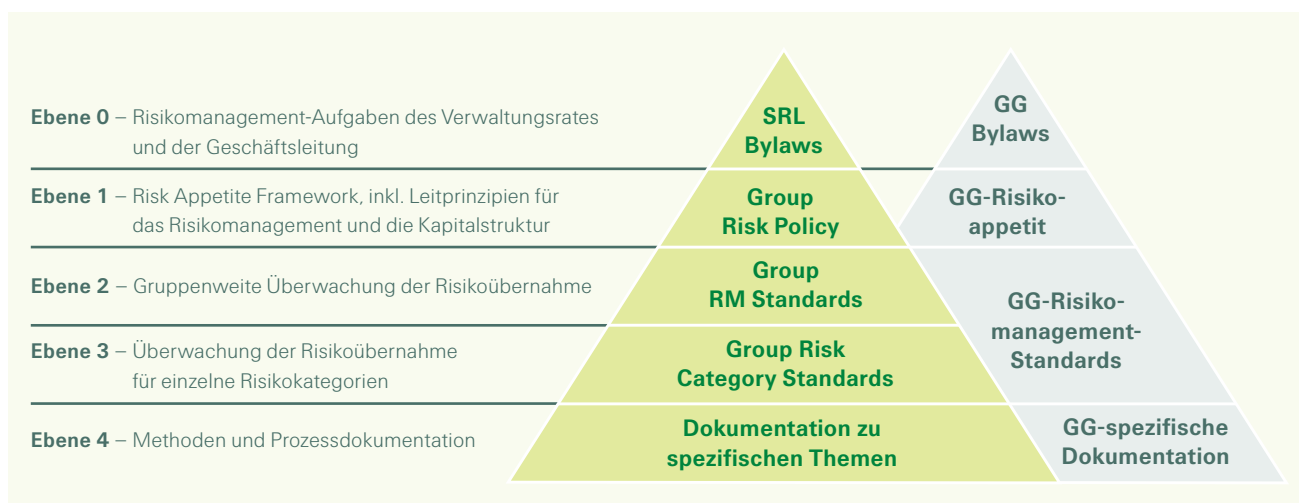 Ebene 0 – Risikomanagement-Aufgaben des Verwaltungsrates
und der Geschäftsleitung
SRL
Bylaws
GG
Bylaws
Ebene 1 – Risk Appetite Framework, inkl. Leitprinzipien für
das Risikomanagement und die Kapitalstruktur
Group
Risk Policy
GG-Risiko-
appetit
Ebene 2 – Gruppenweite Überwachung der Risikoübernahme
Group
RM Standards
GG-Risiko-
management-
Standards
Ebene 3 – Überwachung der Risikoübernahme
für einzelne Risikokategorien
Group Risk
Category Standards
Ebene 4 – Methoden und Prozessdokumentation
Dokumentation zu
spezifischen Themen
GG-spezifische
Dokumentation